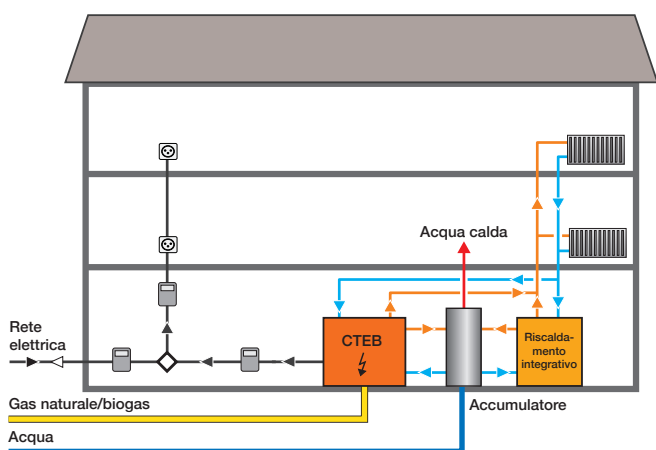 Acqua calda
Rete
elettrica
CTEB
Riscalda-
mento
integrativo
Gas naturale/biogas
Accumulatore
Acqua